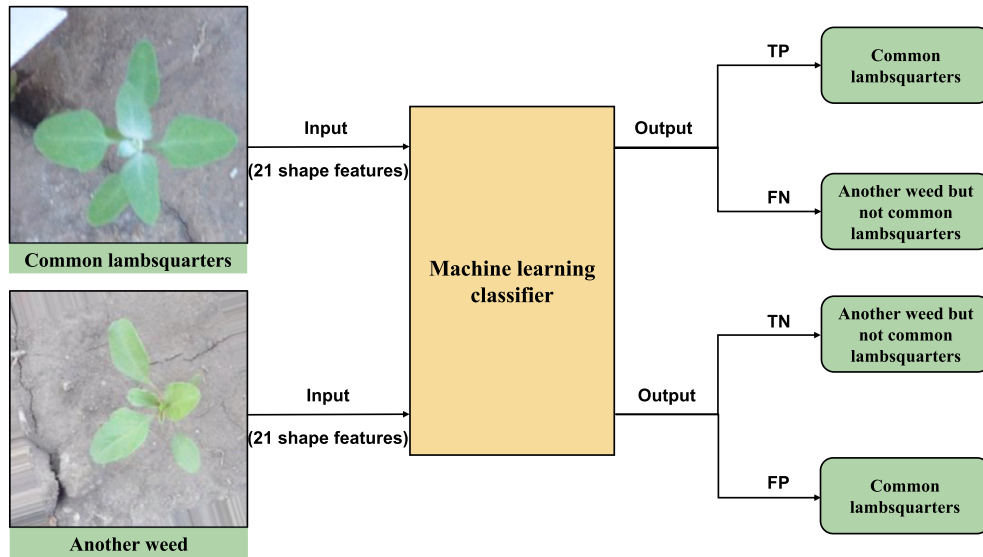 Common lambsquarters
Another weed
Input
(21 shape features)
Input
(21 shape features)
Machine learning
classifier
Output
Output
TP
FN
TN
FP
Common
lambsquarters
Another weed but
not common
lambsquarters
Another weed but
not common
lambsquarters
Common
lambsquarters